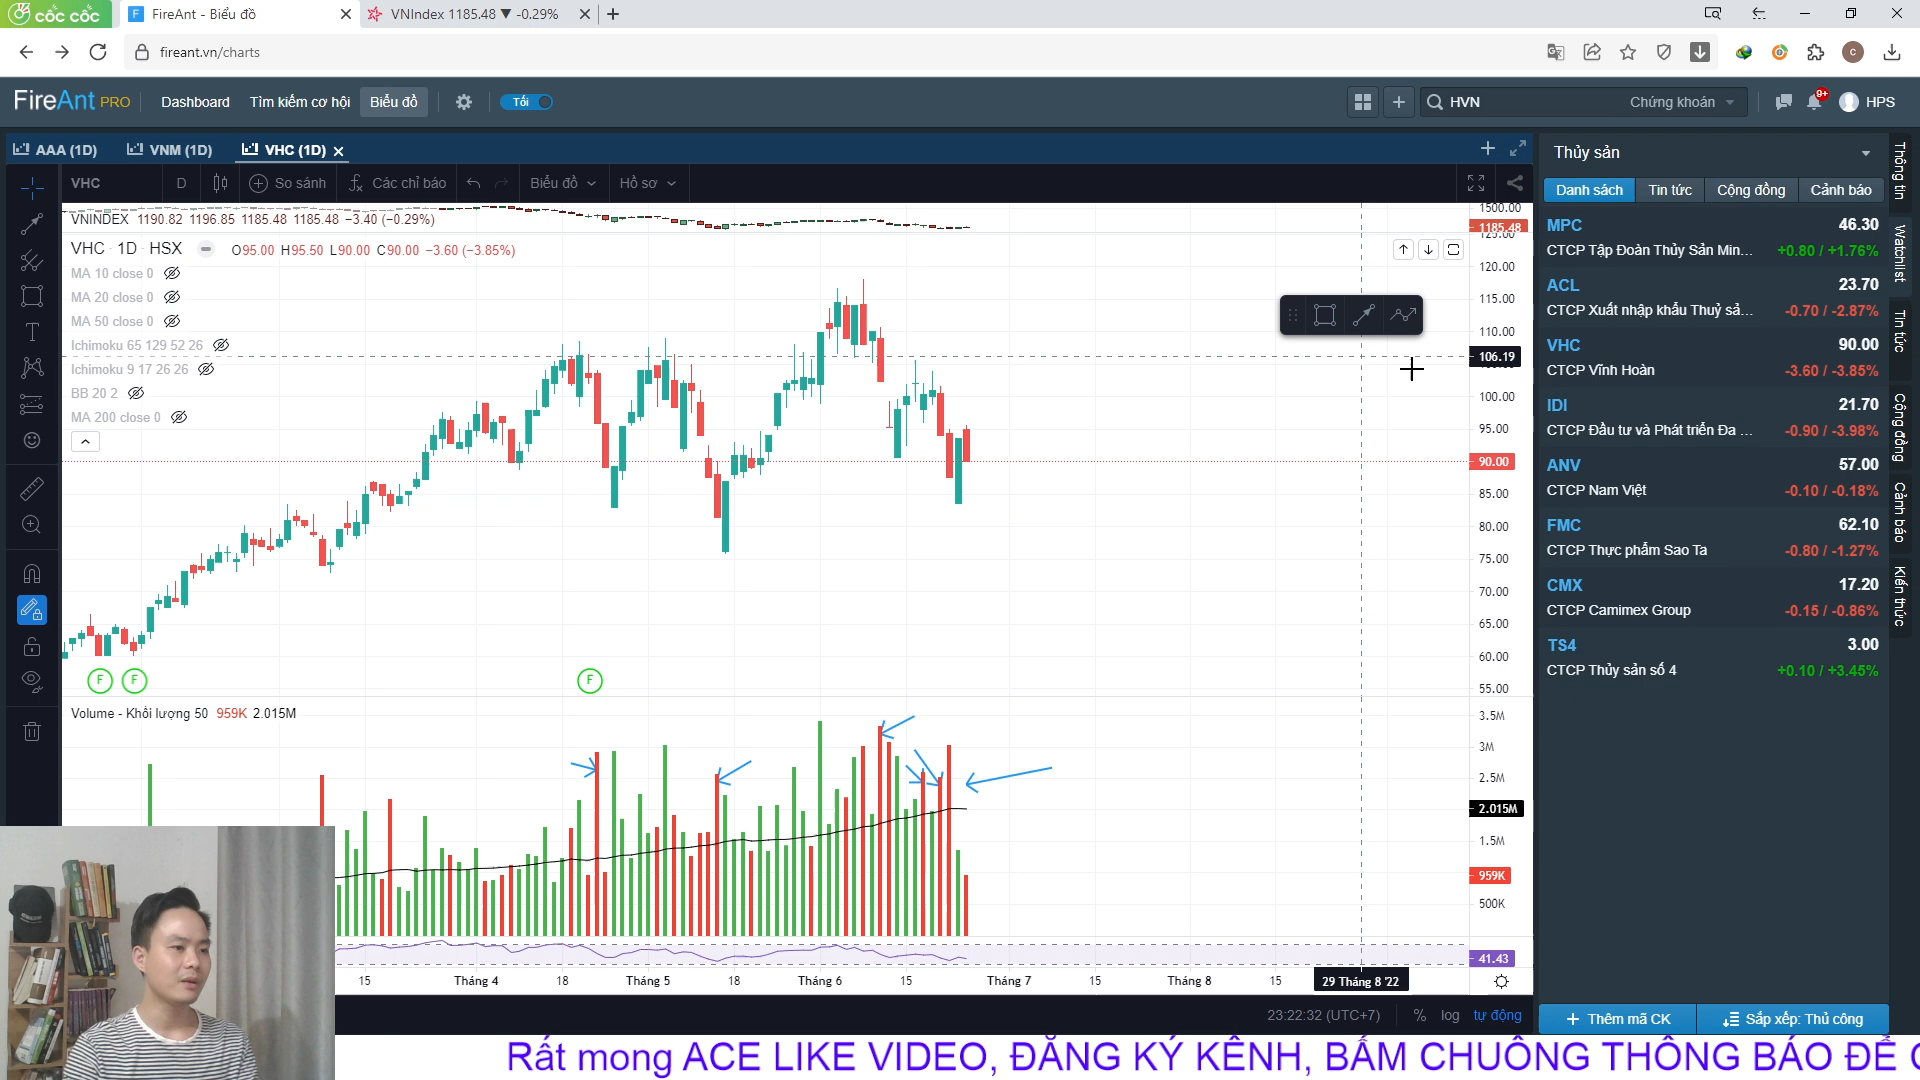 cốc cốc
FireAnt - Biểu đồ
VNIndex 1185.48 ▼ -0.29%
fireant.vn/charts
C
FireAnt PRO
Dashboard
Tìm kiếm cơ hội
Biểu đồ
Tối
HVN
Chứng khoán
9+
HPS
AAA (1D)
VNM (1D)
VHC (1D)
VHC
D
So sánh
Các chỉ báo
Biểu đồ
Hồ sơ
VNINDEX 1190.82 1196.85 1185.48 1185.48 −3.40 (−0.29%)
VHC 1D HSX
O95.00 H95.50 L90.00 C90.00 −3.60 (−3.85%)
MA 10 close 0
MA 20 close 0
MA 50 close 0
Ichimoku 65 129 52 26
Ichimoku 9 17 26 26
BB 20 2
MA 200 close 0
F
F
F
1500.00
1185.48
125.00
120.00
115.00
110.00
106.19
100.00
95.00
90.00
85.00
80.00
75.00
70.00
65.00
60.00
55.00
Volume - Khối lượng 50 959K 2.015M
3.5M
3M
2.5M
2.015M
1.5M
959K
500K
41.43
15
Tháng 4
18
Tháng 5
18
Tháng 6
15
Tháng 7
15
Tháng 8
15
29 Tháng 8 '22
23:22:32 (UTC+7)
%
log
tự động
Thủy sản
Danh sách
Tin tức
Cộng đồng
Cảnh báo
MPC 46.30
CTCP Tập Đoàn Thủy Sản Min... +0.80 / +1.76%
ACL 23.70
CTCP Xuất nhập khẩu Thuỷ sả... -0.70 / -2.87%
VHC 90.00
CTCP Vĩnh Hoàn -3.60 / -3.85%
IDI 21.70
CTCP Đầu tư và Phát triển Đa ... -0.90 / -3.98%
ANV 57.00
CTCP Nam Việt -0.10 / -0.18%
FMC 62.10
CTCP Thực phẩm Sao Ta -0.80 / -1.27%
CMX 17.20
CTCP Camimex Group -0.15 / -0.86%
TS4 3.00
CTCP Thủy sản số 4 +0.10 / +3.45%
Thông tin
Watchlist
Tin tức
Cộng đồng
Cảnh báo
Kiến thức
Thêm mã CK
Sắp xếp: Thủ công
Rất mong ACE LIKE VIDEO, ĐĂNG KÝ KÊNH, BẤM CHUÔNG THÔNG BÁO ĐỂ